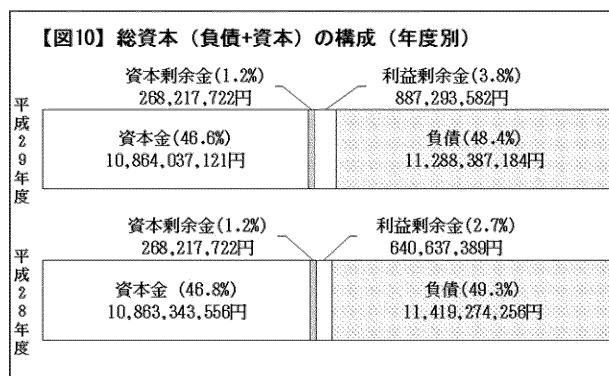 【図10】総資本（負債+資本）の構成（年度別）
資本剰余金(1.2%)
268,217,722円
利益剰余金(3.8%)
887,293,582円
平成29年度
資本金(46.6%)
10,864,037,121円
負債(48.4%)
11,288,387,184円
資本剰余金(1.2%)
268,217,722円
利益剰余金(2.7%)
640,637,389円
平成28年度
資本金 (46.8%)
10,863,343,556円
負債(49.3%)
11,419,274,256円